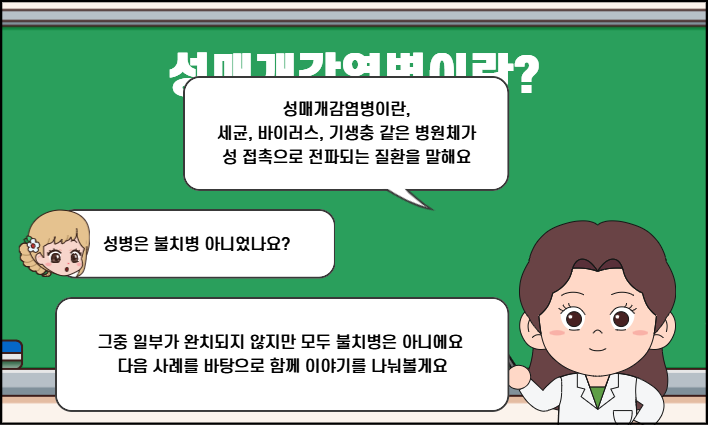 성매개감염병이란?
성매개감염병이란,
세균, 바이러스, 기생충 같은 병원체가
성 접촉으로 전파되는 질환을 말해요
성병은 불치병 아니었나요?
그중 일부가 완치되지 않지만 모두 불치병은 아니에요
다음 사례를 바탕으로 함께 이야기를 나눠볼게요